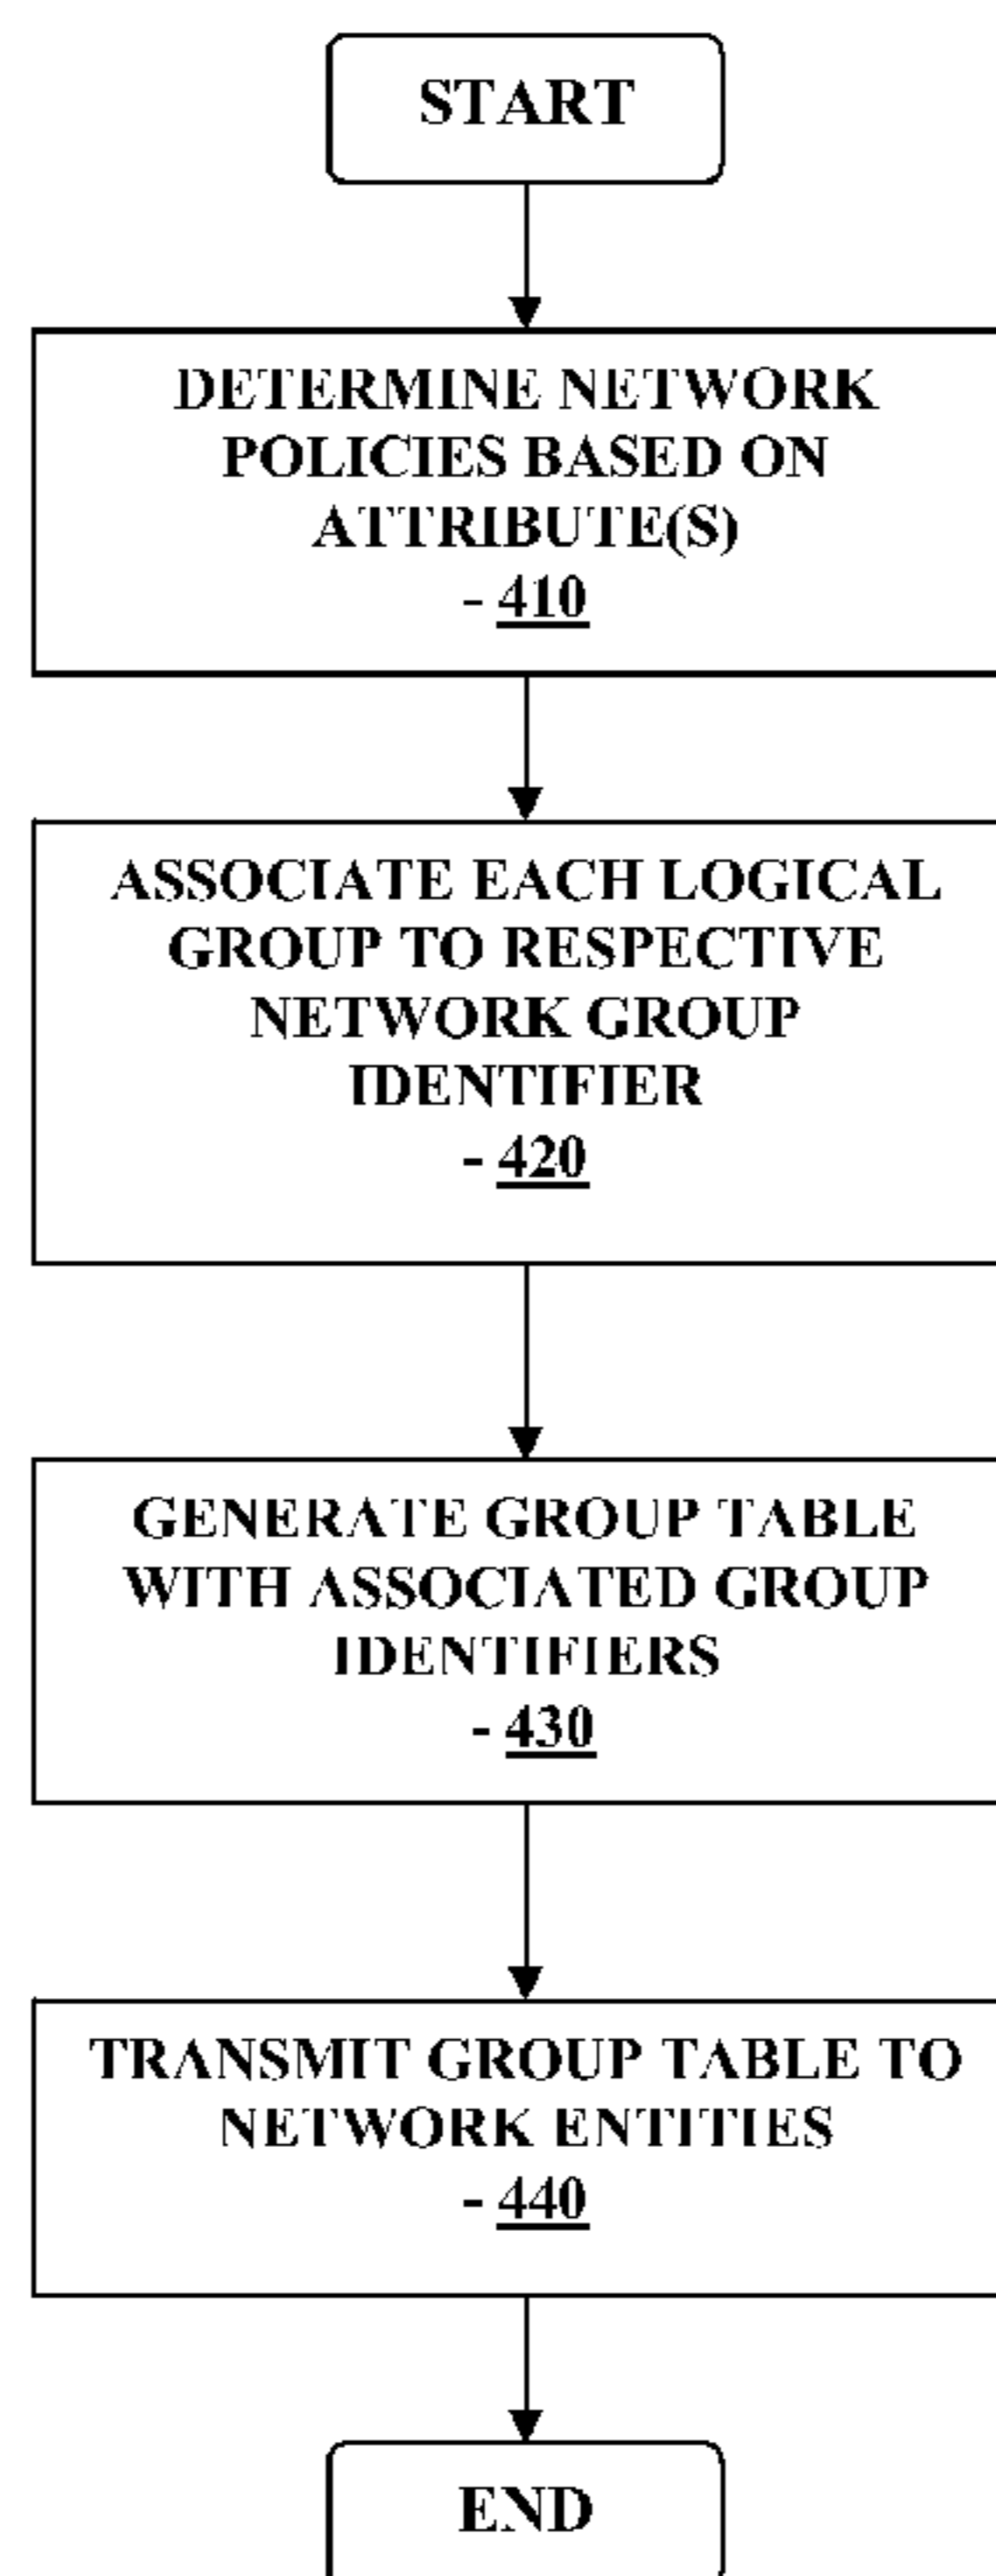 START
DETERMINE NETWORK
POLICIES BASED ON
ATTRIBUTE(S)
- 410
ASSOCIATE EACH LOGICAL
GROUP TO RESPECTIVE
NETWORK GROUP
IDENTIFIER
- 420
GENERATE GROUP TABLE
WITH ASSOCIATED GROUP
IDENTIFIERS
- 430
TRANSMIT GROUP TABLE TO
NETWORK ENTITIES
- 440
END